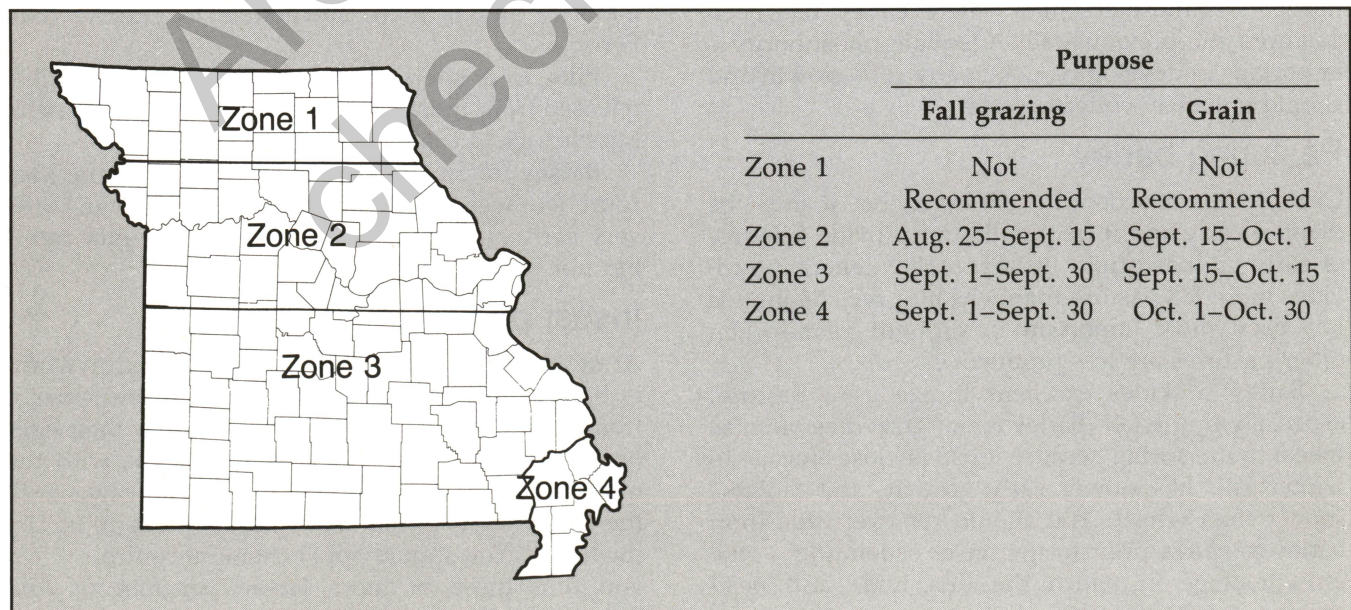 Zone 1
Zone 2
Zone 3
Zone 4
Purpose
Fall grazing Grain
Zone 1 Not Not
Recommended Recommended
Zone 2 Aug. 25–Sept. 15 Sept. 15–Oct. 1
Zone 3 Sept. 1–Sept. 30 Sept. 15–Oct. 15
Zone 4 Sept. 1–Sept. 30 Oct. 1–Oct. 30